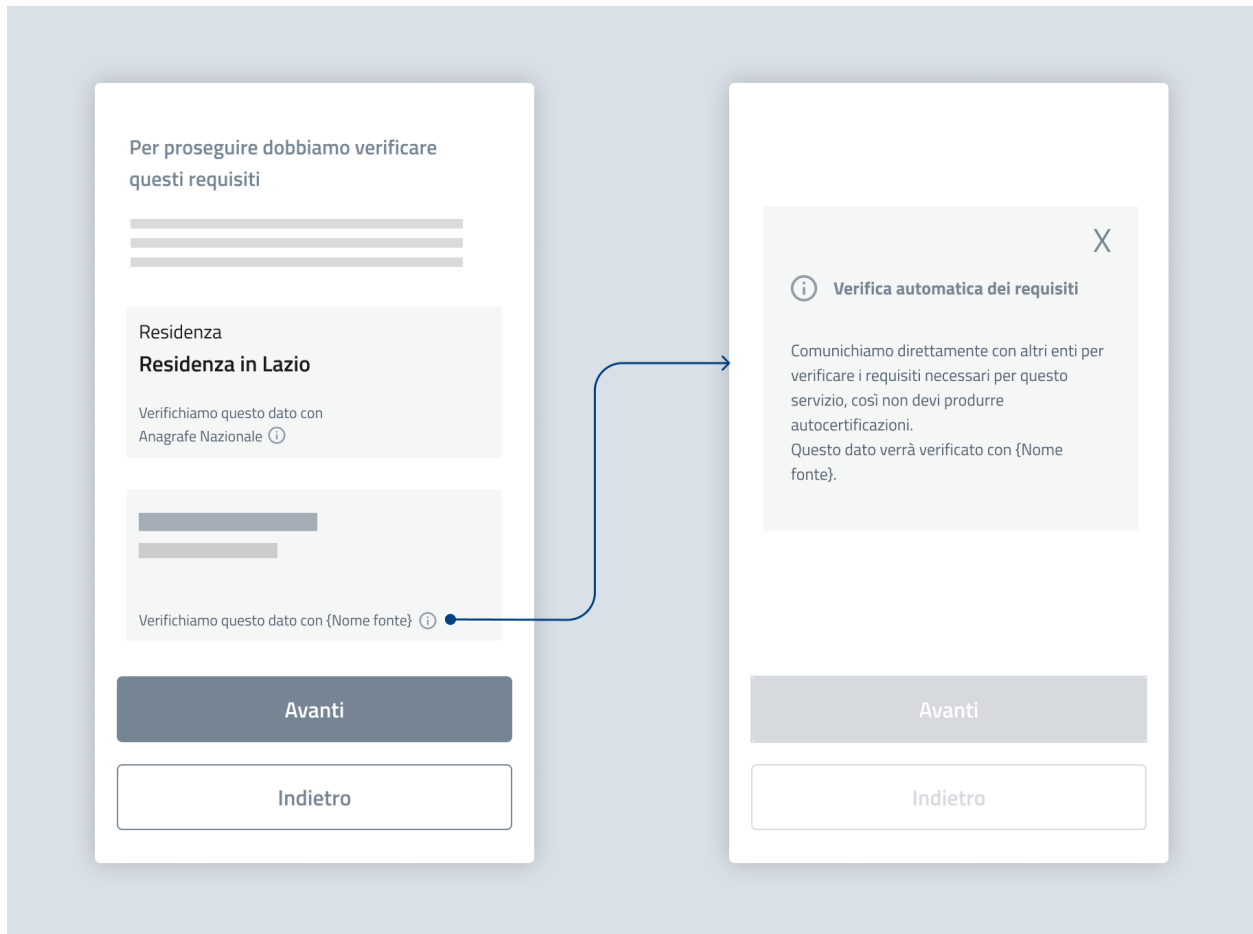 Per proseguire dobbiamo verificare
questi requisiti
Residenza
Residenza in Lazio
Verifichiamo questo dato con
Anagrafe Nazionale
Verifichiamo questo dato con {Nome fonte}
Avanti
Indietro
X
Verifica automatica dei requisiti
Comunichiamo direttamente con altri enti per
verificare i requisiti necessari per questo
servizio, così non devi produrre
autocertificazioni.
Questo dato verrà verificato con {Nome
fonte}.
Avanti
Indietro